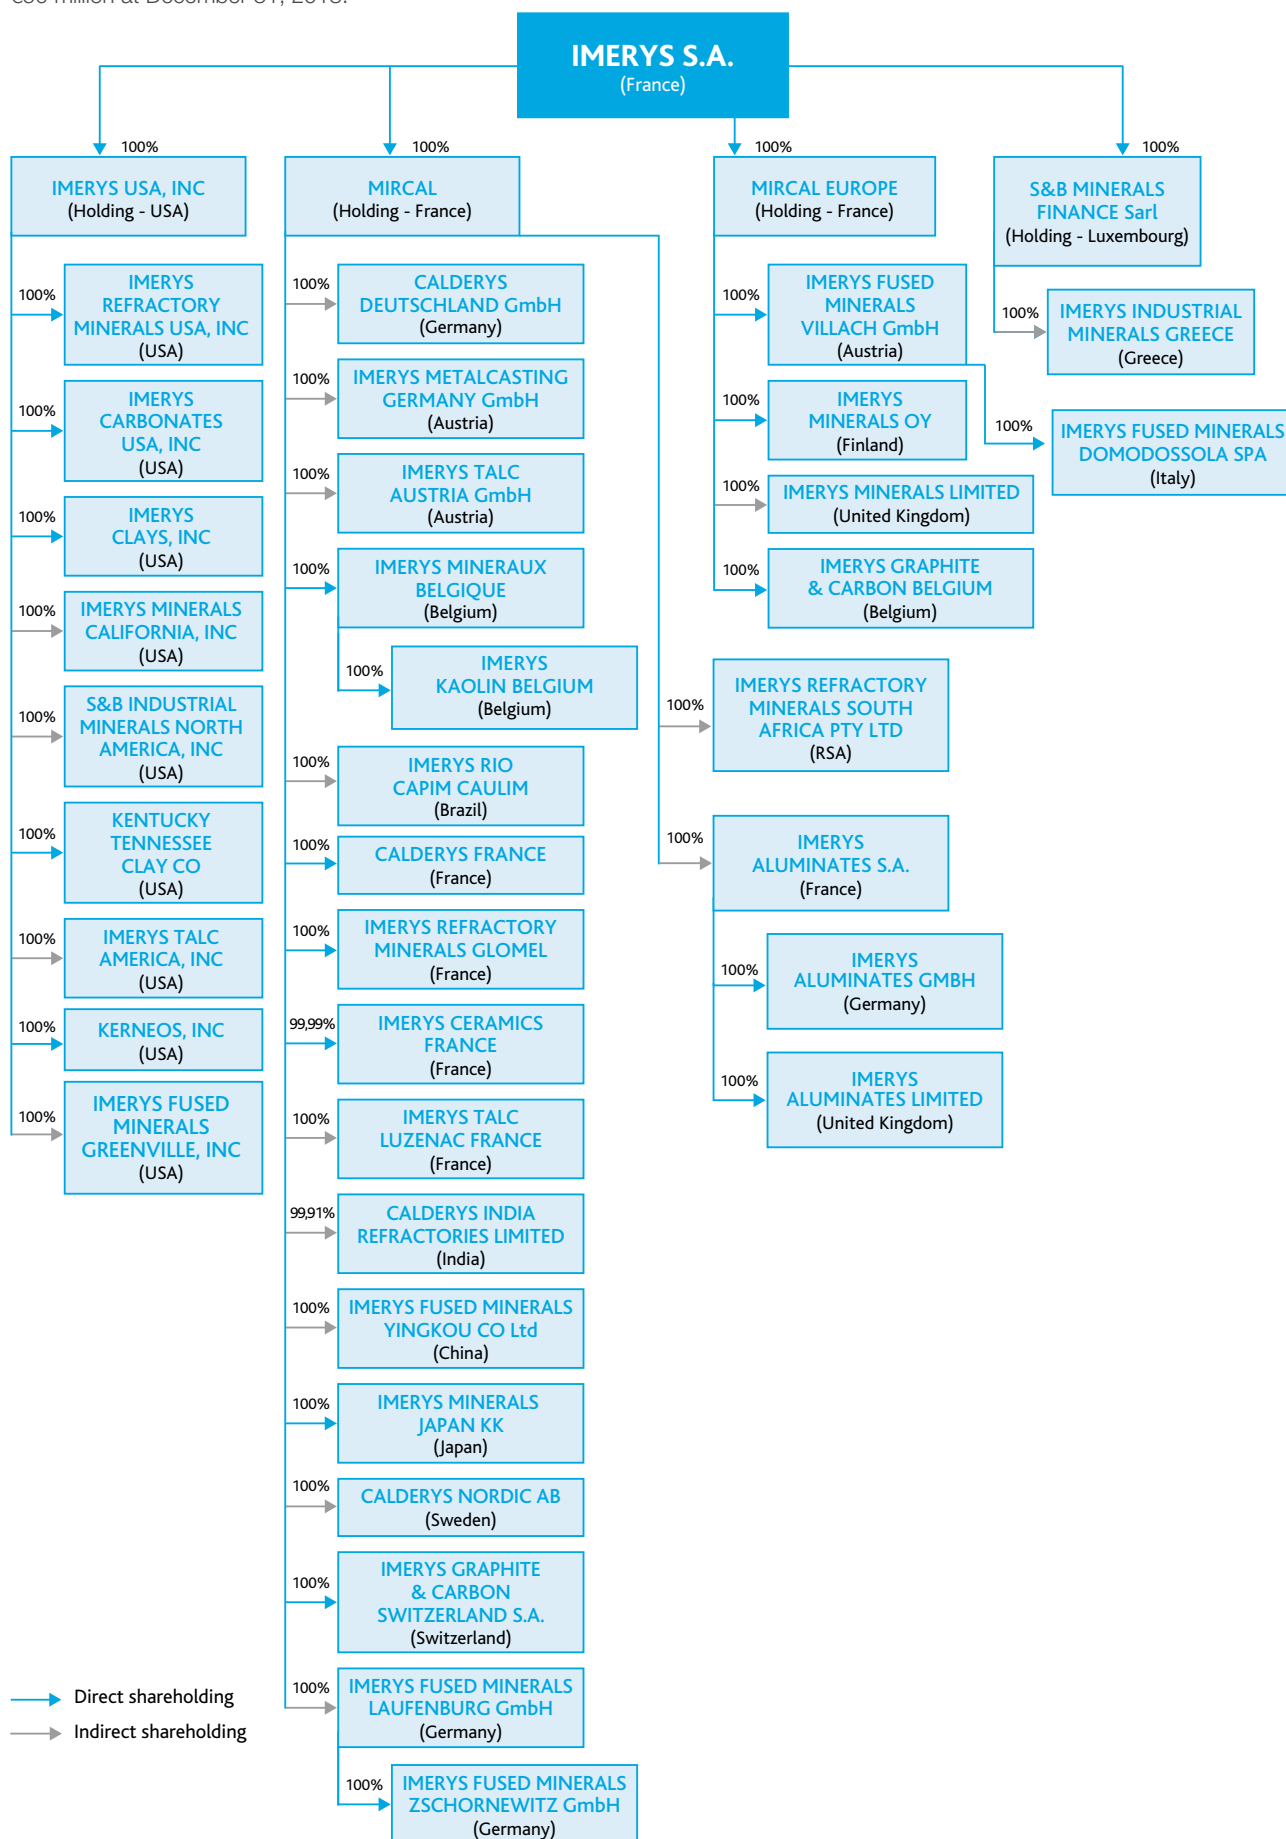 €50 million at December 31, 2018.
IMERYS S.A.
(France)
100%
IMERYS USA, INC
(Holding - USA)
100%
IMERYS
REFRACTORY
MINERALS USA, INC
(USA)
100%
IMERYS
CARBONATES
USA, INC
(USA)
100%
IMERYS
CLAYS, INC
(USA)
100%
IMERYS MINERALS
CALIFORNIA, INC
(USA)
100%
S&B INDUSTRIAL
MINERALS NORTH
AMERICA, INC
(USA)
100%
KENTUCKY
TENNESSEE
CLAY CO
(USA)
100%
IMERYS TALC
AMERICA, INC
(USA)
100%
KERNEOS, INC
(USA)
100%
IMERYS FUSED
MINERALS
GREENVILLE, INC
(USA)
100%
MIRCAL
(Holding - France)
100%
CALDERYS
DEUTSCHLAND GmbH
(Germany)
100%
IMERYS METALCASTING
GERMANY GmbH
(Austria)
100%
IMERYS TALC
AUSTRIA GmbH
(Austria)
100%
IMERYS MINERAUX
BELGIQUE
(Belgium)
100%
IMERYS
KAOLIN BELGIUM
(Belgium)
100%
IMERYS RIO
CAPIM CAULIM
(Brazil)
100%
CALDERYS FRANCE
(France)
100%
IMERYS REFRACTORY
MINERALS GLOMEL
(France)
99,99%
IMERYS CERAMICS
FRANCE
(France)
100%
IMERYS TALC
LUZENAC FRANCE
(France)
99,91%
CALDERYS INDIA
REFRACTORIES LIMITED
(India)
100%
IMERYS FUSED MINERALS
YINGKOU CO Ltd
(China)
100%
IMERYS MINERALS
JAPAN KK
(Japan)
100%
CALDERYS NORDIC AB
(Sweden)
100%
IMERYS GRAPHITE
& CARBON
SWITZERLAND S.A.
(Switzerland)
100%
IMERYS FUSED MINERALS
LAUFENBURG GmbH
(Germany)
100%
IMERYS FUSED MINERALS
ZSCHORNEWITZ GmbH
(Germany)
100%
IMERYS REFRACTORY
MINERALS SOUTH
AFRICA PTY LTD
(RSA)
100%
IMERYS
ALUMINATES S.A.
(France)
100%
IMERYS
ALUMINATES GMBH
(Germany)
100%
IMERYS
ALUMINATES LIMITED
(United Kingdom)
100%
MIRCAL EUROPE
(Holding - France)
100%
IMERYS FUSED
MINERALS
VILLACH GmbH
(Austria)
100%
IMERYS FUSED MINERALS
DOMODOSSOLA SPA
(Italy)
100%
IMERYS
MINERALS OY
(Finland)
100%
IMERYS MINERALS LIMITED
(United Kingdom)
100%
IMERYS GRAPHITE
& CARBON BELGIUM
(Belgium)
100%
S&B MINERALS
FINANCE Sarl
(Holding - Luxembourg)
100%
IMERYS INDUSTRIAL
MINERALS GREECE
(Greece)
Direct shareholding
Indirect shareholding